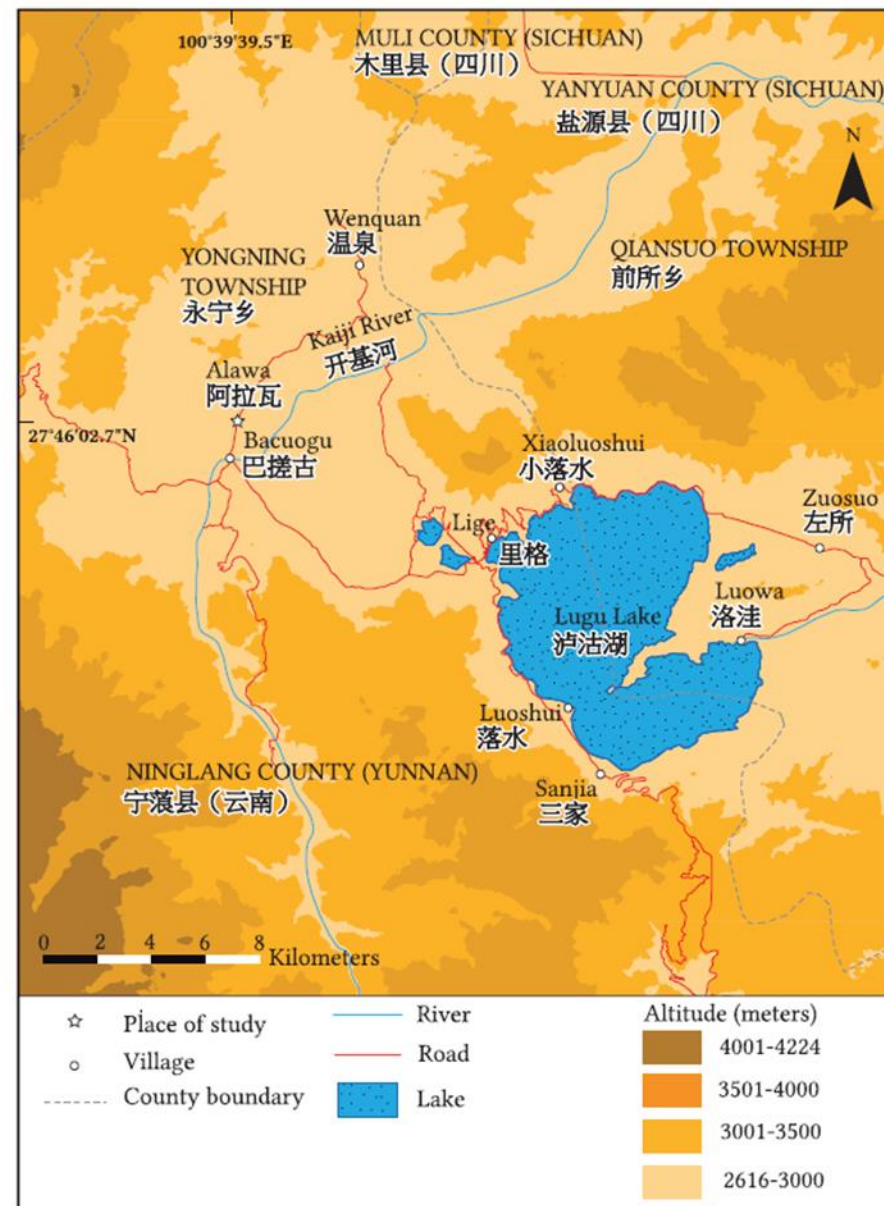 100°39'39.5"E
MULI COUNTY (SICHUAN)
木里县（四川）
YANYUAN COUNTY (SICHUAN)
盐源县（四川）
N
Wenquan
温泉
YONGNING
TOWNSHIP
永宁乡
QIANSUO TOWNSHIP
前所乡
Kaiji River
开基河
Alawa
阿拉瓦
27°46'02.7"N
Bacuogu
巴搓古
Xiaoluoshui
小落水
Zuosuo
左所
Lige
里格
Luowa
洛洼
Lugu Lake
泸沽湖
Luoshui
落水
NINGLANG COUNTY (YUNNAN)
宁蒗县（云南）
Sanjia
三家
0 2 4 6 8
Kilometers
Place of study
Village
County boundary
River
Road
Lake
Altitude (meters)
4001-4224
3501-4000
3001-3500
2616-3000